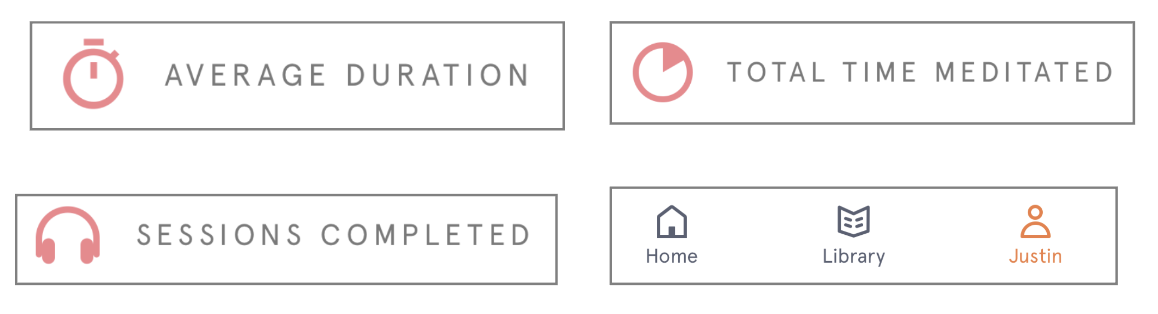 AVERAGE DURATION
TOTAL TIME MEDITATED
SESSIONS COMPLETED
Home
Library
Justin